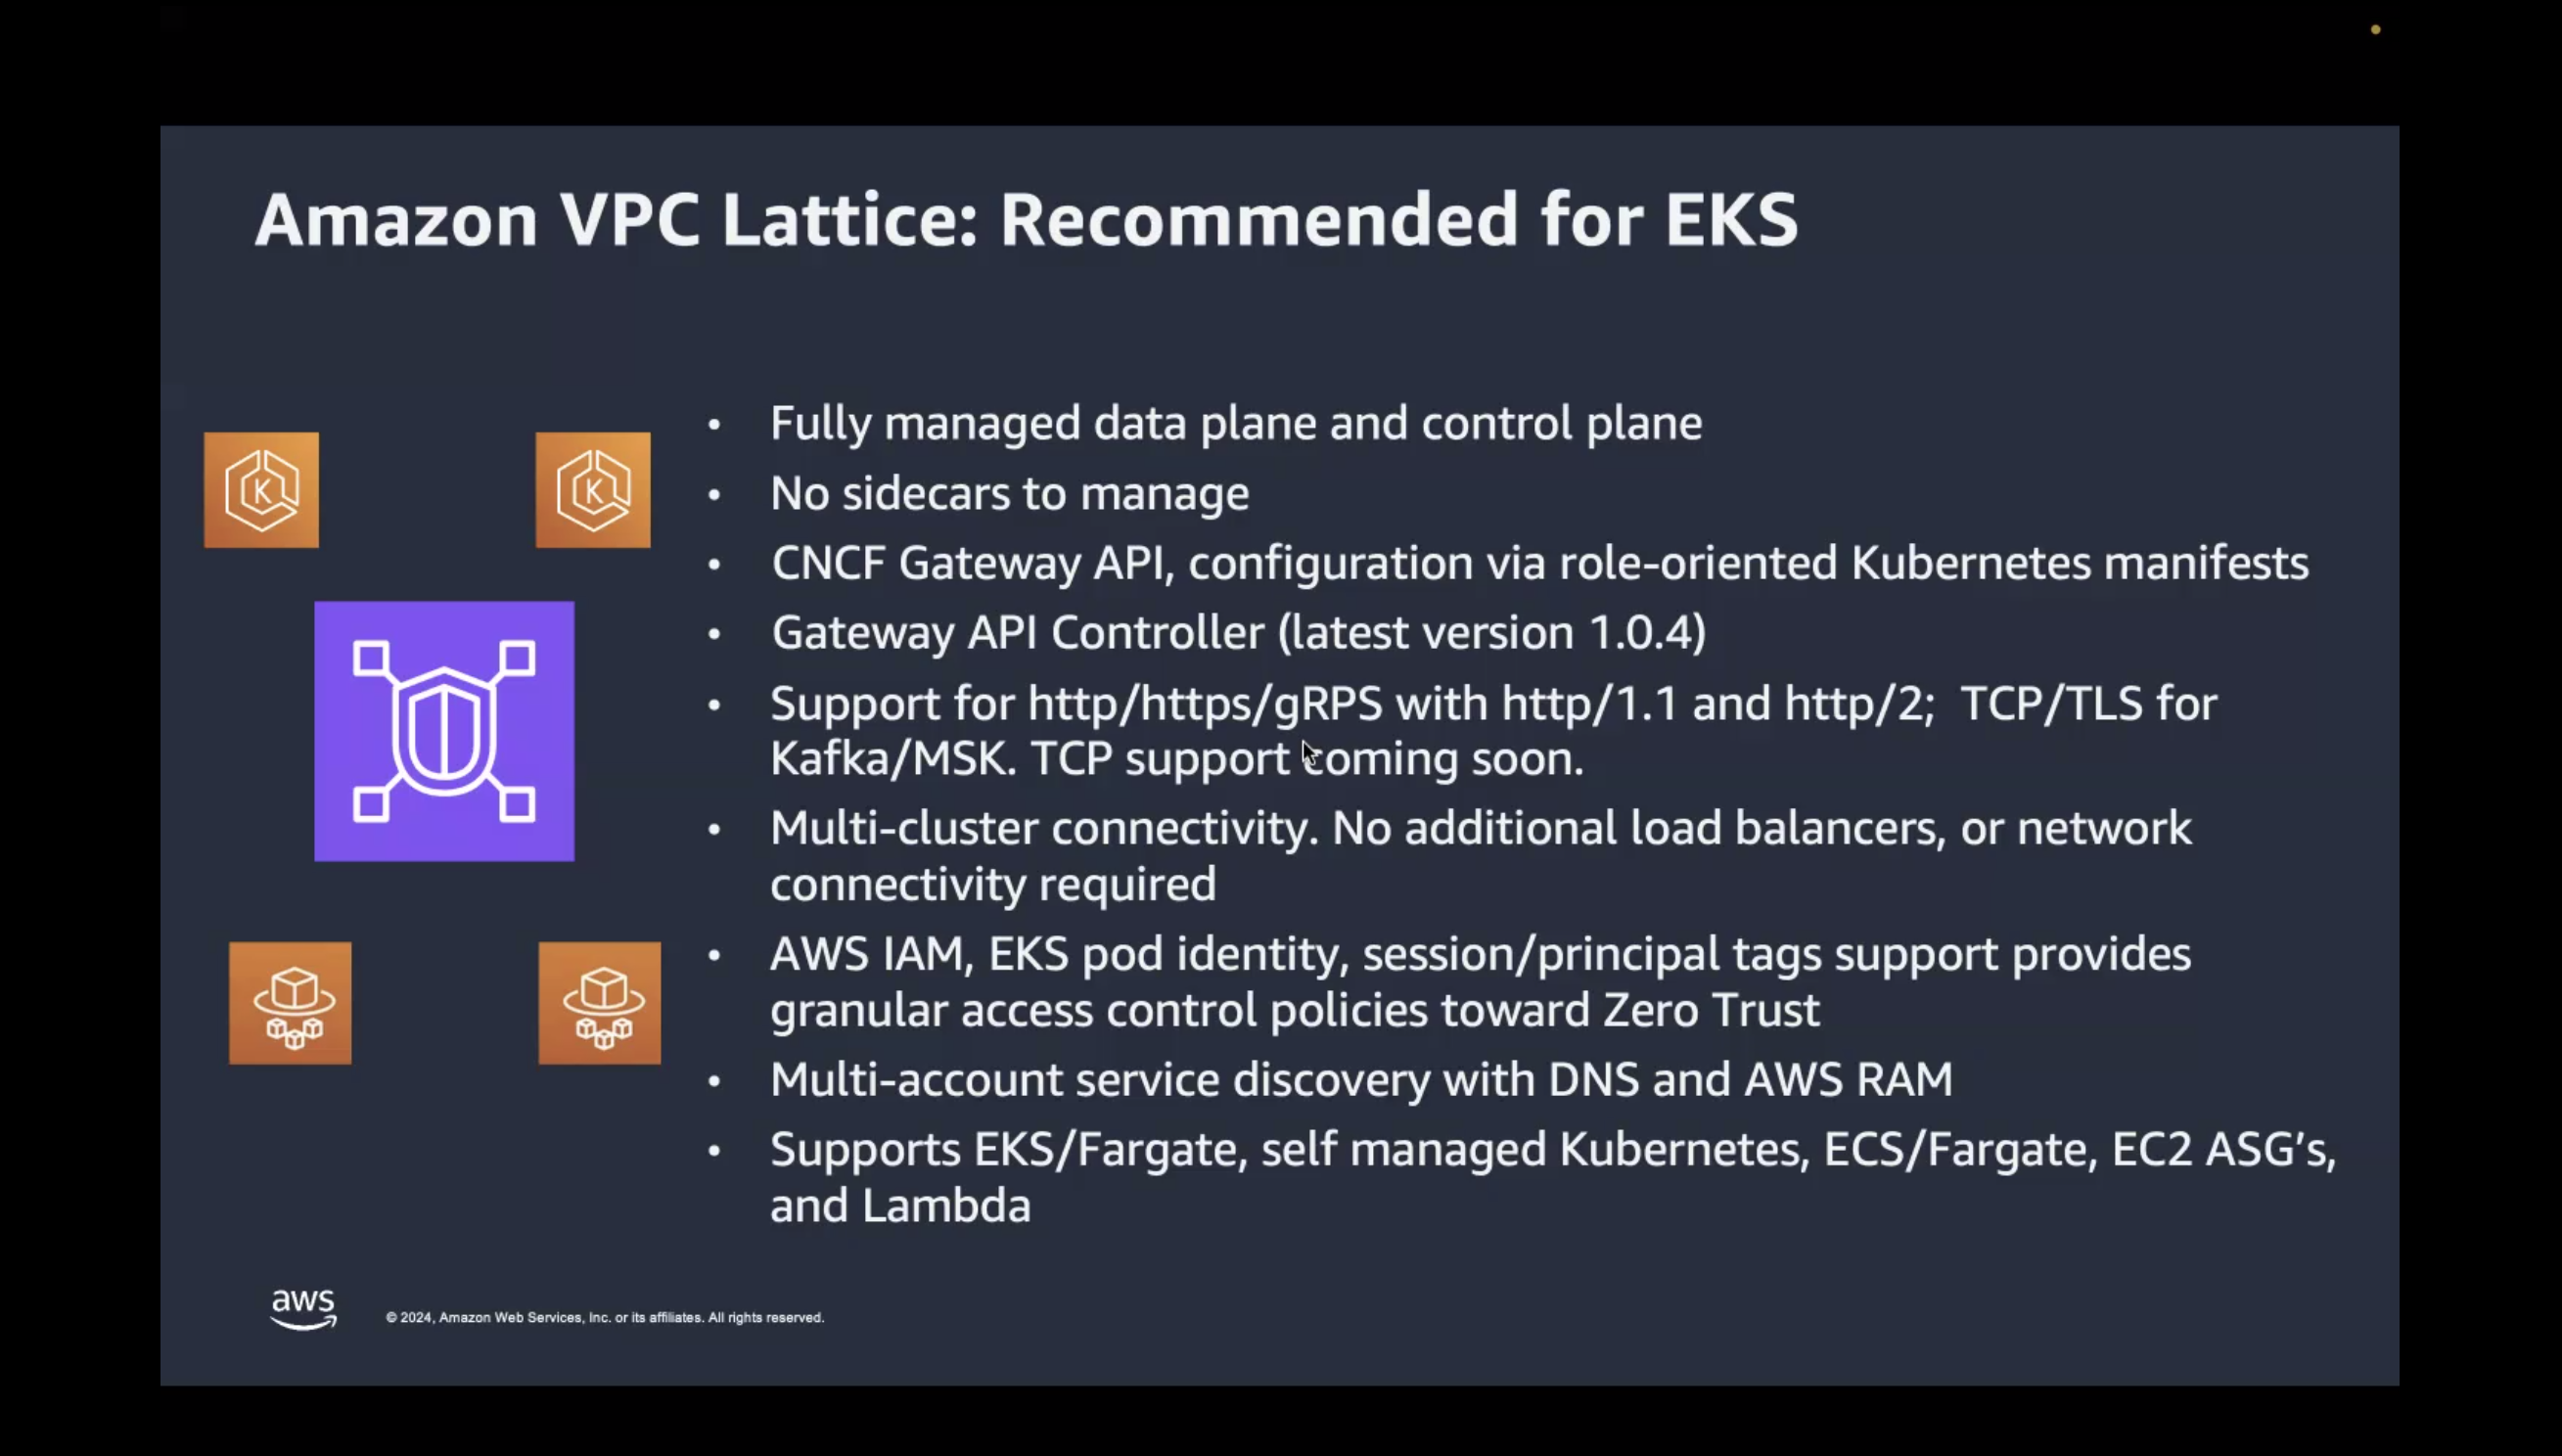 Amazon VPC Lattice: Recommended for EKS
• Fully managed data plane and control plane
• No sidecars to manage
• CNCF Gateway API, configuration via role-oriented Kubernetes manifests
• Gateway API Controller (latest version 1.0.4)
• Support for http/https/gRPS with http/1.1 and http/2;  TCP/TLS for
Kafka/MSK. TCP support coming soon.
• Multi-cluster connectivity. No additional load balancers, or network
connectivity required
• AWS IAM, EKS pod identity, session/principal tags support provides
granular access control policies toward Zero Trust
• Multi-account service discovery with DNS and AWS RAM
• Supports EKS/Fargate, self managed Kubernetes, ECS/Fargate, EC2 ASG’s,
and Lambda
K
K
aws
© 2024, Amazon Web Services, Inc. or its affiliates. All rights reserved.